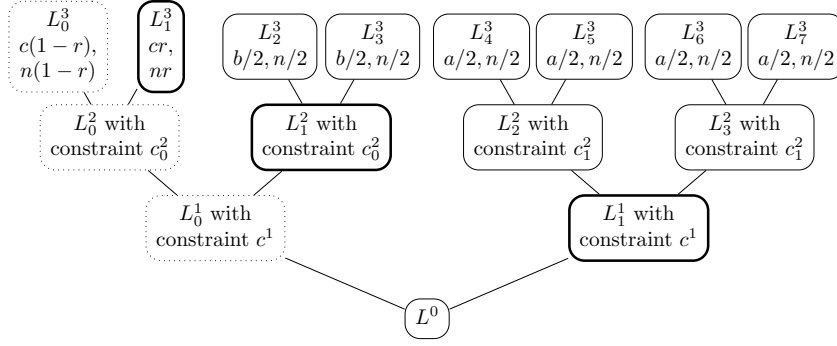 L_0^3
c(1 − r),
n(1 − r)
L_1^3
cr,
nr
L_2^3
b/2, n/2
L_3^3
b/2, n/2
L_4^3
a/2, n/2
L_5^3
a/2, n/2
L_6^3
a/2, n/2
L_7^3
a/2, n/2
L_0^2 with
constraint c_0^2
L_1^2 with
constraint c_0^2
L_2^2 with
constraint c_1^2
L_3^2 with
constraint c_1^2
L_0^1 with
constraint c^1
L_1^1 with
constraint c^1
L^0